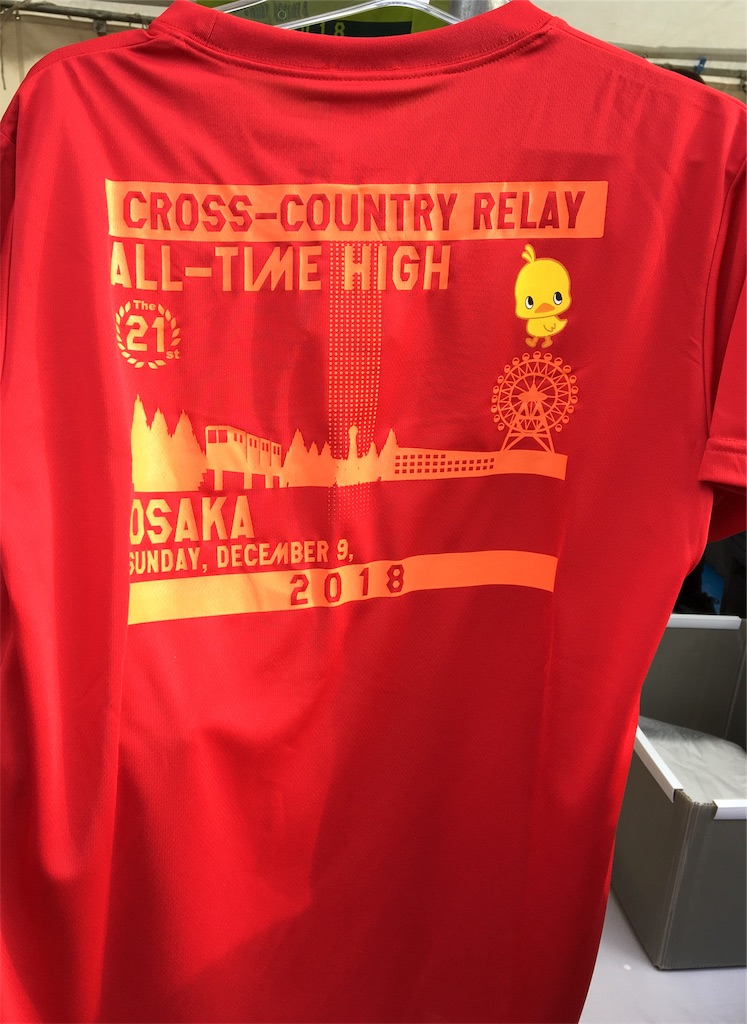 CROSS-COUNTRY RELAY
ALL-TIME HIGH
The
21
st
OSAKA
SUNDAY, DECEMBER 9,
2018